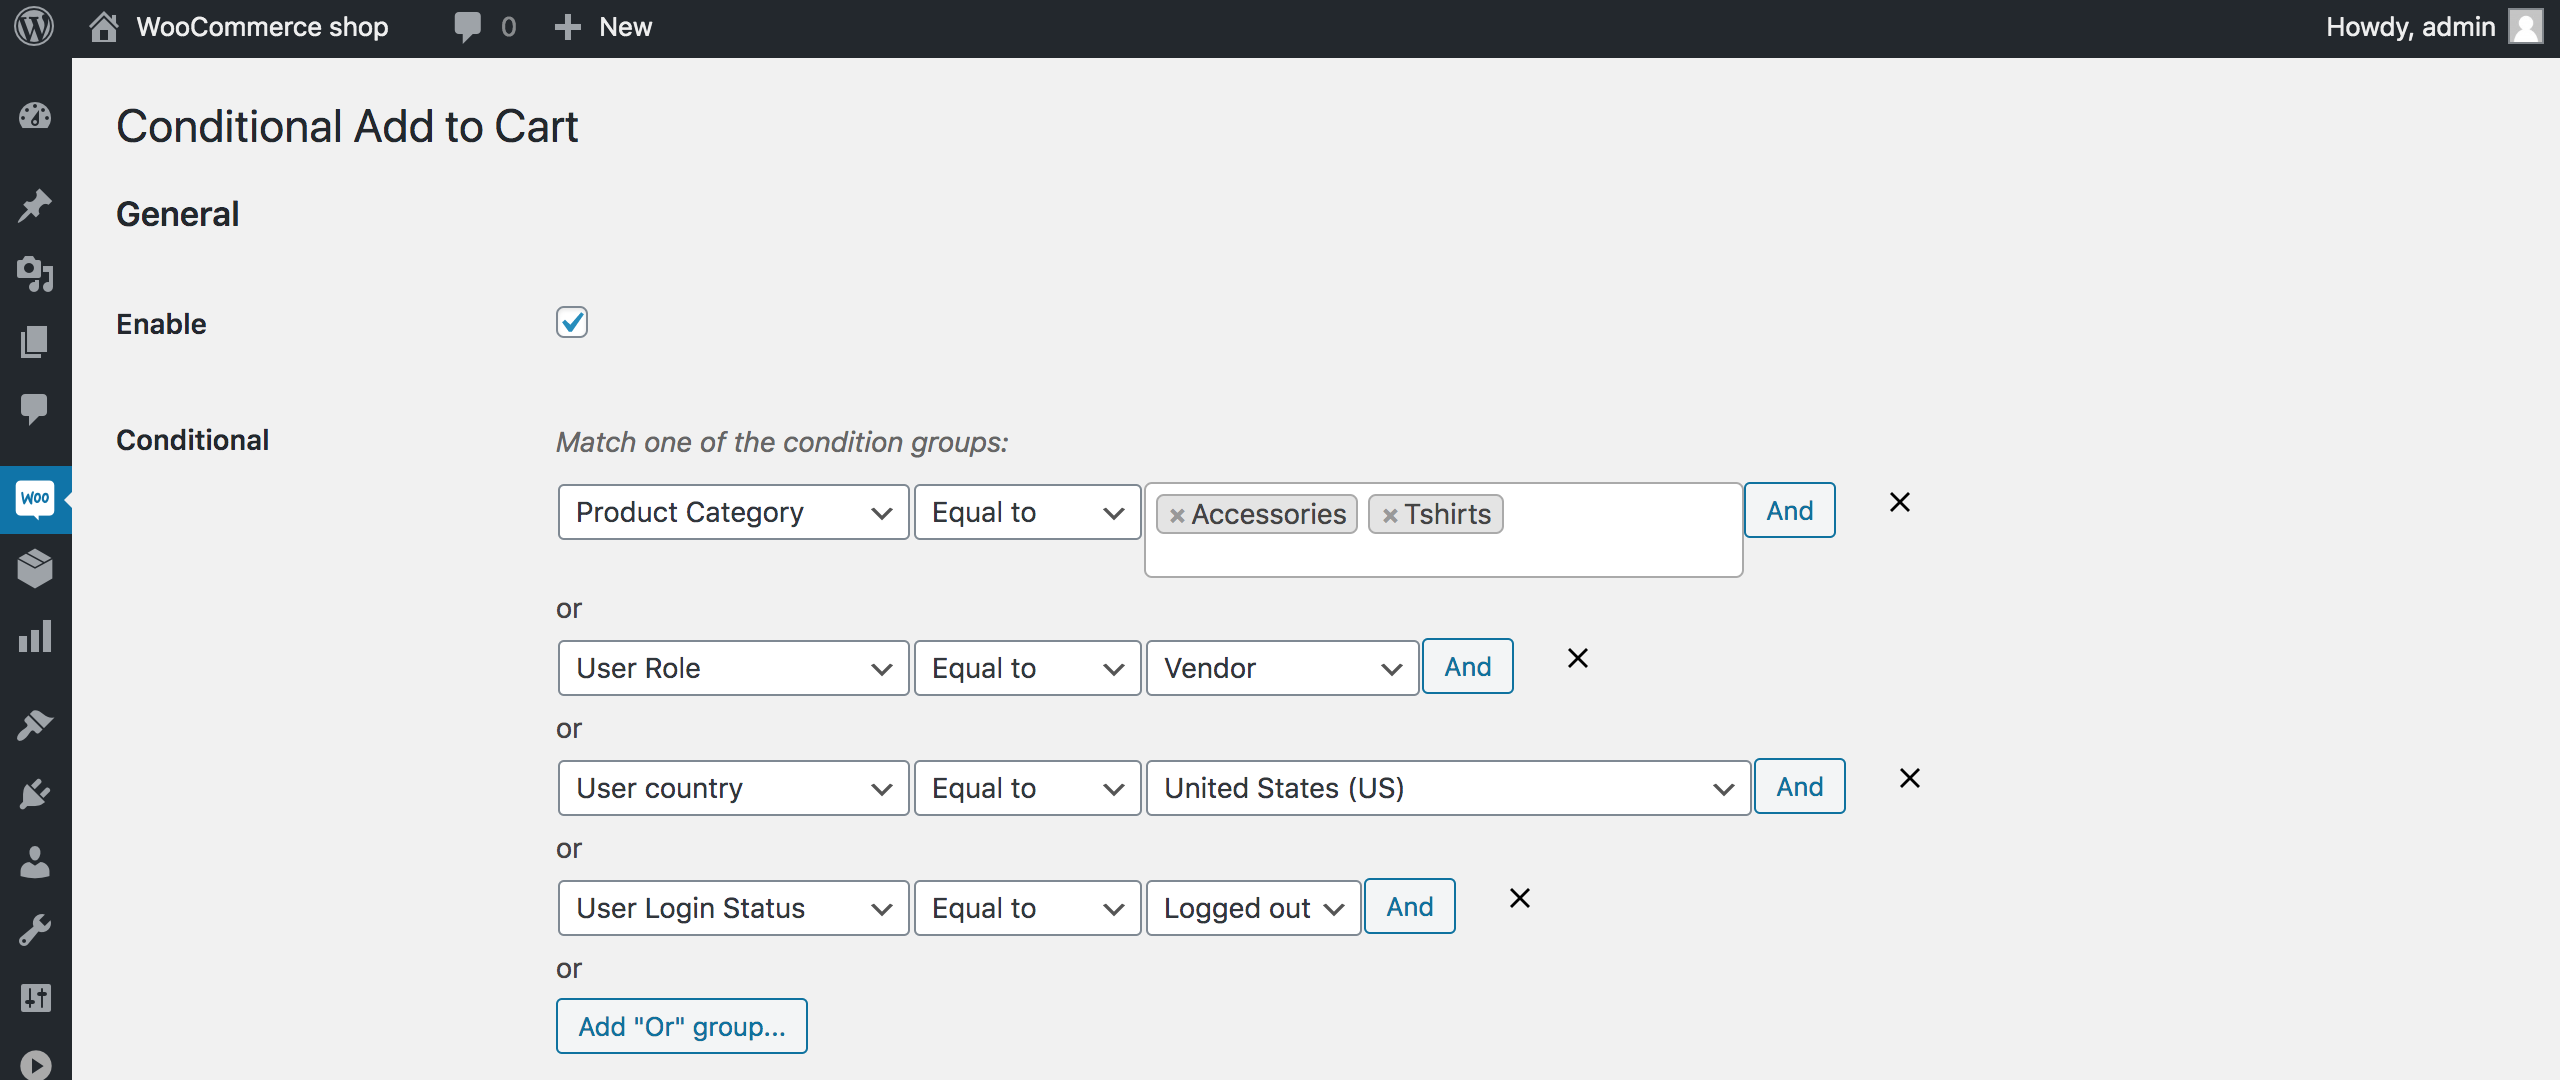 WooCommerce shop 0 New Howdy, admin
Conditional Add to Cart
General
Enable
Conditional Match one of the condition groups:
Woo Product Category Equal to × Accessories × Tshirts And
or
User Role Equal to Vendor And
or
User country Equal to United States (US) And
or
User Login Status Equal to Logged out And
or
Add "Or" group...